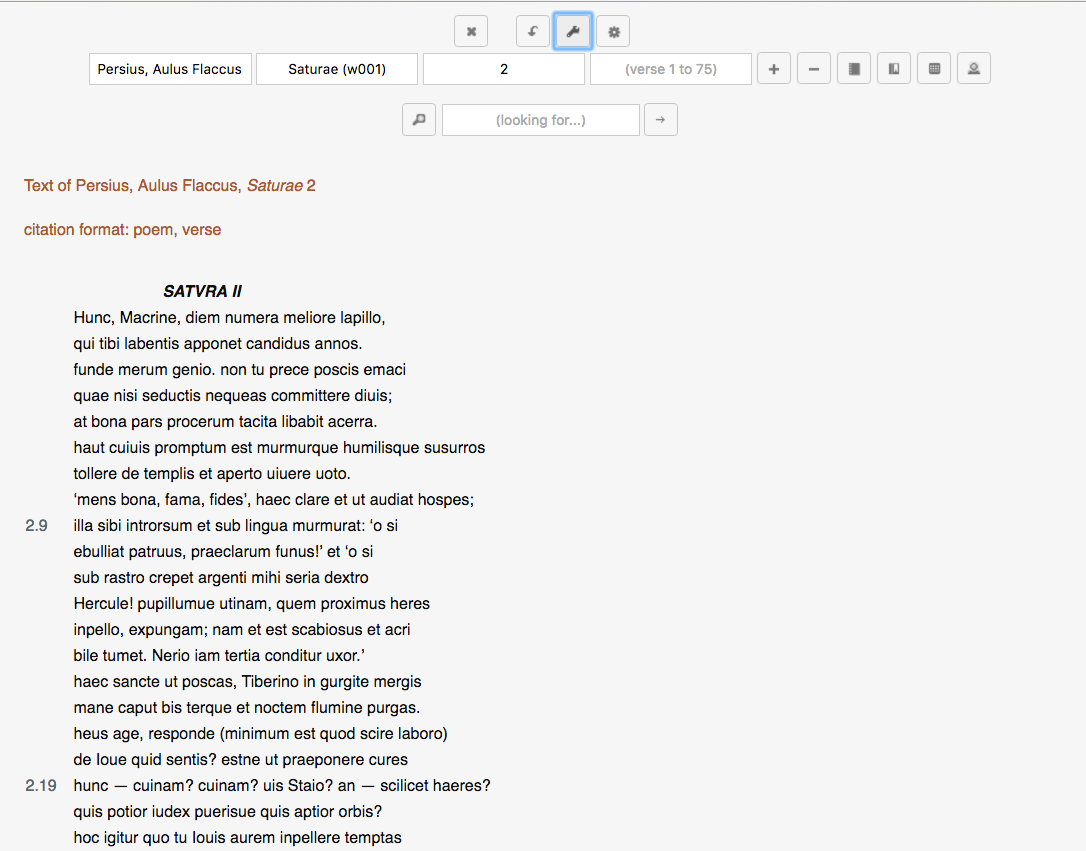 Persius, Aulus Flaccus Saturae (w001) 2 (verse 1 to 75)
(looking for...)
Text of Persius, Aulus Flaccus, Saturae 2
citation format: poem, verse
SATVRA II
Hunc, Macrine, diem numera meliore lapillo,
qui tibi labentis apponet candidus annos.
funde merum genio. non tu prece poscis emaci
quae nisi seductis nequeas committere diuis;
at bona pars procerum tacita libabit acerra.
haut cuiuis promptum est murmurque humilisque susurros
tollere de templis et aperto uiuere uoto.
‘mens bona, fama, fides’, haec clare et ut audiat hospes;
2.9 illa sibi introrsum et sub lingua murmurat: ‘o si
ebulliat patruus, praeclarum funus!’ et ‘o si
sub rastro crepet argenti mihi seria dextro
Hercule! pupillumue utinam, quem proximus heres
inpello, expungam; nam et est scabiosus et acri
bile tumet. Nerio iam tertia conditur uxor.’
haec sancte ut poscas, Tiberino in gurgite mergis
mane caput bis terque et noctem flumine purgas.
heus age, responde (minimum est quod scire laboro)
de Ioue quid sentis? estne ut praeponere cures
2.19 hunc — cuinam? cuinam? uis Staio? an — scilicet haeres?
quis potior iudex puerisue quis aptior orbis?
hoc igitur quo tu Iouis aurem inpellere temptas